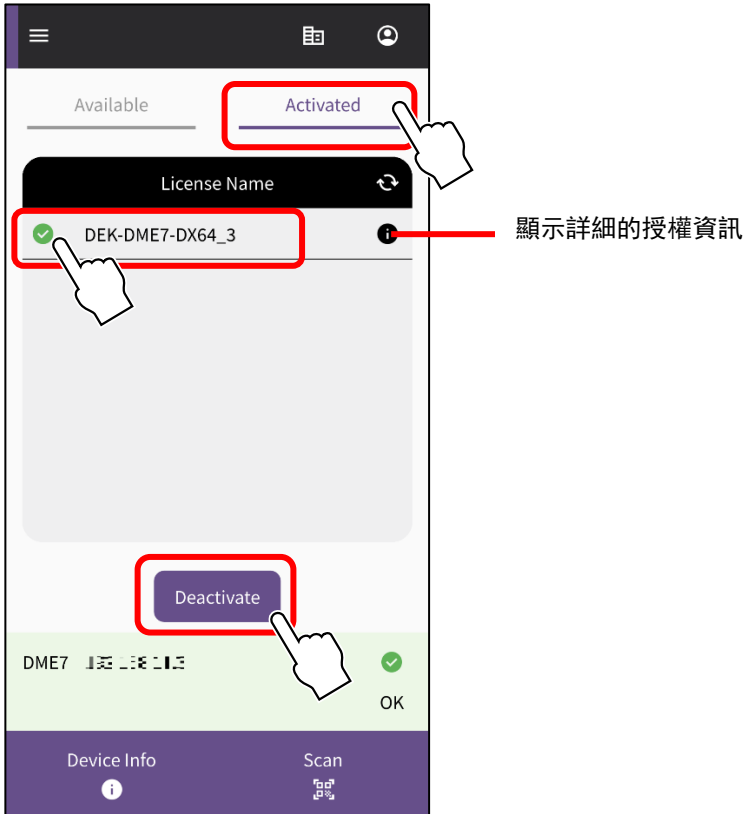 Available
Activated
License Name
DEK-DME7-DX64_3
顯示詳細的授權資訊
Deactivate
DME7
OK
Device Info
Scan